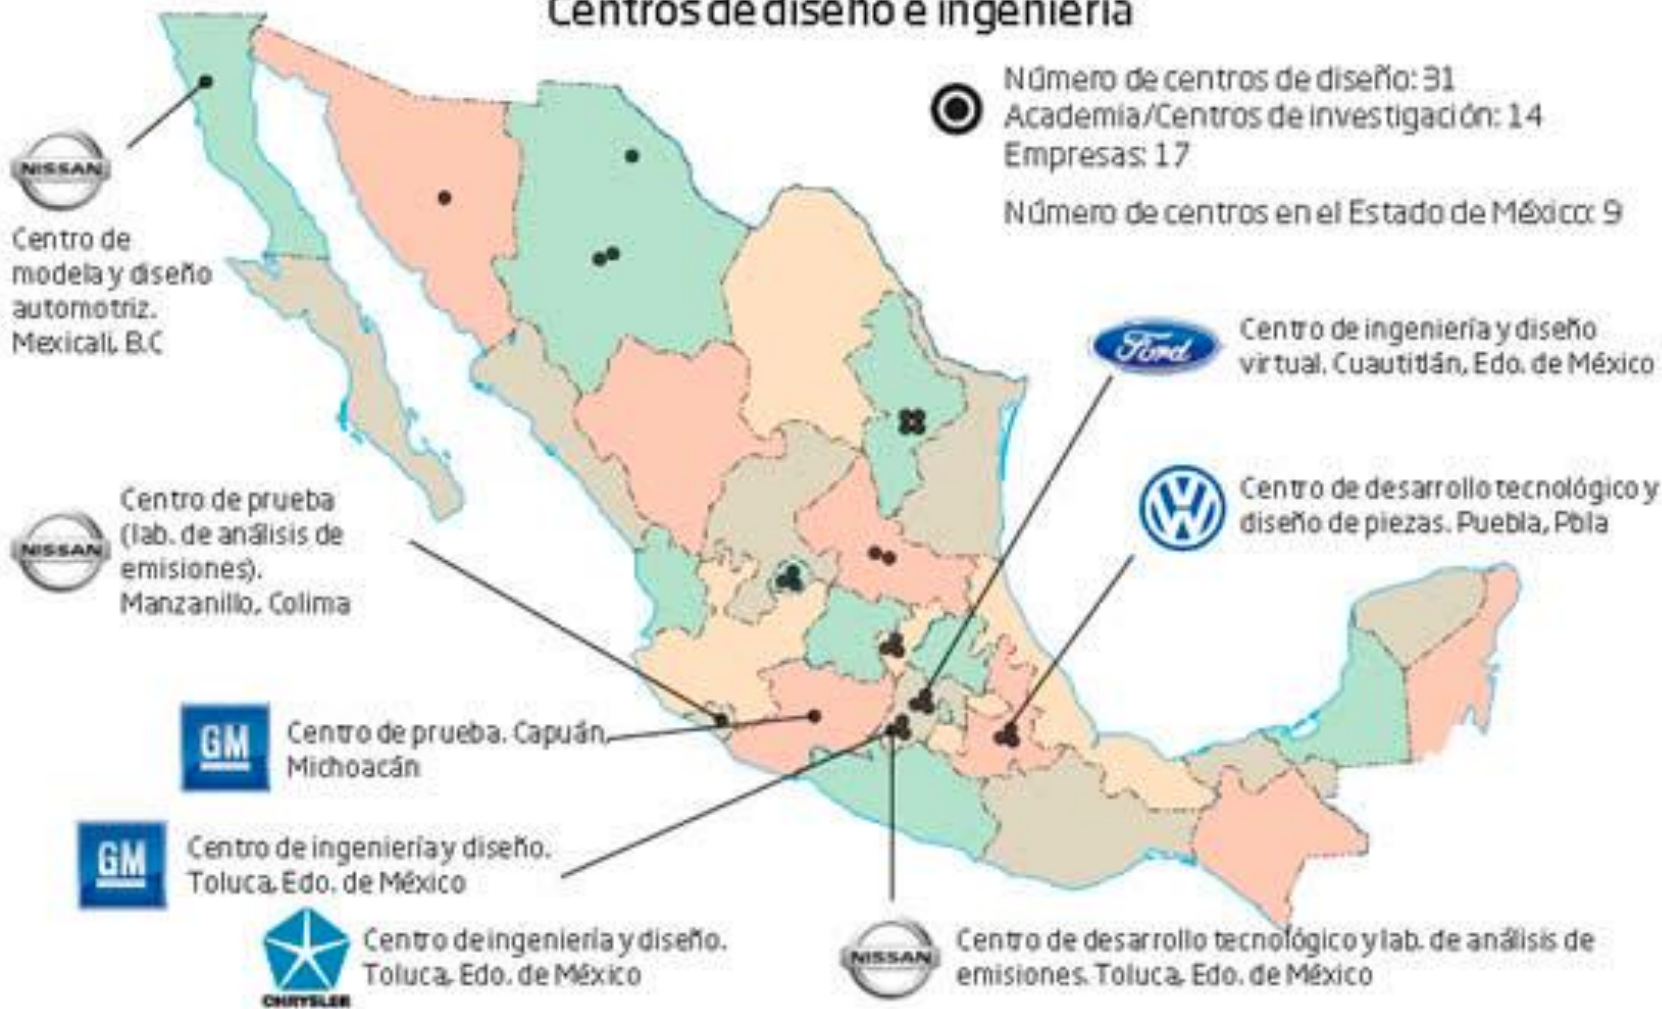 Centros de diseño e ingeniería
Número de centros de diseño: 31
Academia/Centros de investigación: 14
Empresas: 17
Número de centros en el Estado de México: 9
NISSAN
Centro de
modela y diseño
automotriz.
Mexicali, B.C
Ford
Centro de ingeniería y diseño
virtual. Cuautitlán, Edo. de México
NISSAN
Centro de prueba
(lab. de análisis de
emisiones).
Manzanillo, Colima
VW
Centro de desarrollo tecnológico y
diseño de piezas. Puebla, Pbla
GM
Centro de prueba. Capuán,
Michoacán
GM
Centro de ingeniería y diseño.
Toluca, Edo. de México
CHRYSLER
Centro de ingeniería y diseño.
Toluca, Edo. de México
NISSAN
Centro de desarrollo tecnológico y lab. de análisis de
emisiones. Toluca, Edo. de México